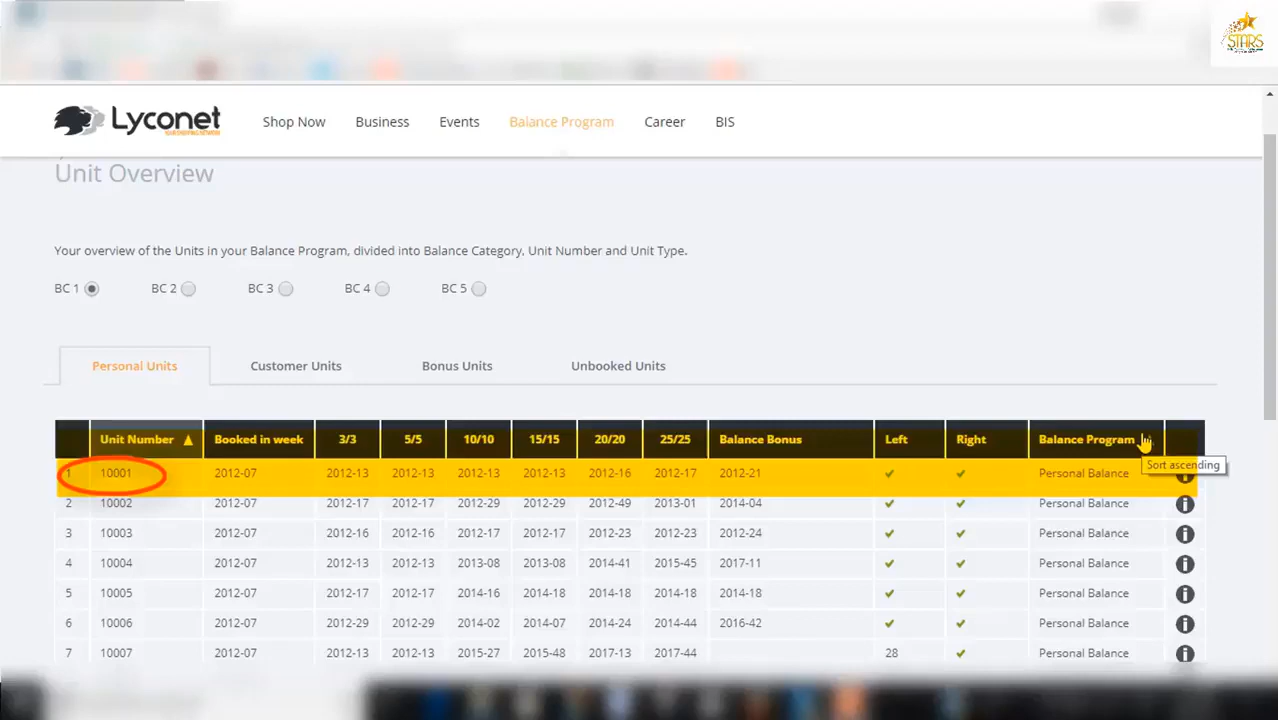 STARS
Lyconet
Shop Now Business Events Balance Program Career BIS
Unit Overview
Your overview of the Units in your Balance Program, divided into Balance Category, Unit Number and Unit Type.
BC 1 BC 2 BC 3 BC 4 BC 5
Personal Units Customer Units Bonus Units Unbooked Units
Unit Number ▲ Booked in week 3/3 5/5 10/10 15/15 20/20 25/25 Balance Bonus Left Right Balance Program
Sort ascending
1 10001 2012-07 2012-13 2012-13 2012-13 2012-13 2012-16 2012-17 2012-21 ✔ ✔ Personal Balance
2 10002 2012-07 2012-17 2012-17 2012-29 2012-29 2012-49 2013-01 2014-04 ✔ ✔ Personal Balance
3 10003 2012-07 2012-16 2012-16 2012-17 2012-17 2012-23 2012-23 2012-24 ✔ ✔ Personal Balance
4 10004 2012-07 2012-13 2012-13 2013-08 2013-08 2014-41 2015-45 2017-11 ✔ ✔ Personal Balance
5 10005 2012-07 2012-17 2012-17 2014-16 2014-18 2014-18 2014-18 2014-18 ✔ ✔ Personal Balance
6 10006 2012-07 2012-29 2012-29 2014-02 2014-07 2014-24 2014-44 2016-42 ✔ ✔ Personal Balance
7 10007 2012-07 2012-13 2012-13 2015-27 2015-48 2017-13 2017-44 28 ✔ Personal Balance